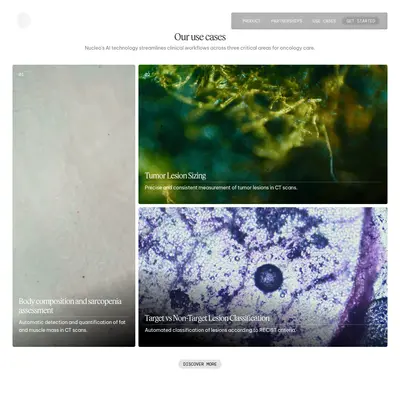 PRODUCT PARTNERSHIPS USE CASES GET STARTED
Our use cases
Nucleo's AI technology streamlines clinical workflows across three critical areas for oncology care.
Tumor Lesion Sizing
Precise and consistent measurement of tumor lesions in CT scans.
Body composition and sarcopenia
assessment
Automatic detection and quantification of fat
and muscle mass in CT scans.
Target vs Non-Target Lesion Classification
Automated classification of lesions according to RECIST criteria.
DISCOVER MORE